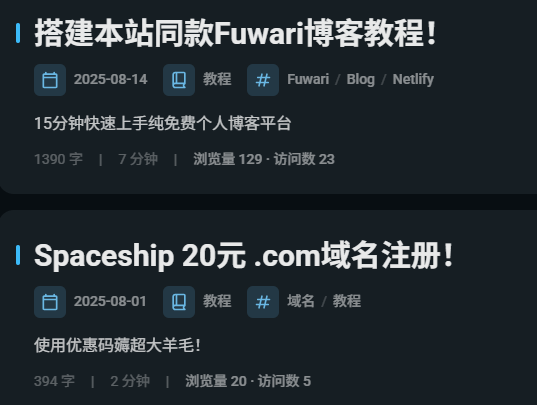 搭建本站同款Fuwari博客教程!
2025-08-14 教程 # Fuwari / Blog / Netlify
15分钟快速上手纯免费个人博客平台
1390 字 | 7 分钟 | 浏览量 129 · 访问数 23
Spaceship 20元 .com域名注册!
2025-08-01 教程 # 域名 / 教程
使用优惠码薅超大羊毛!
394 字 | 2 分钟 | 浏览量 20 · 访问数 5